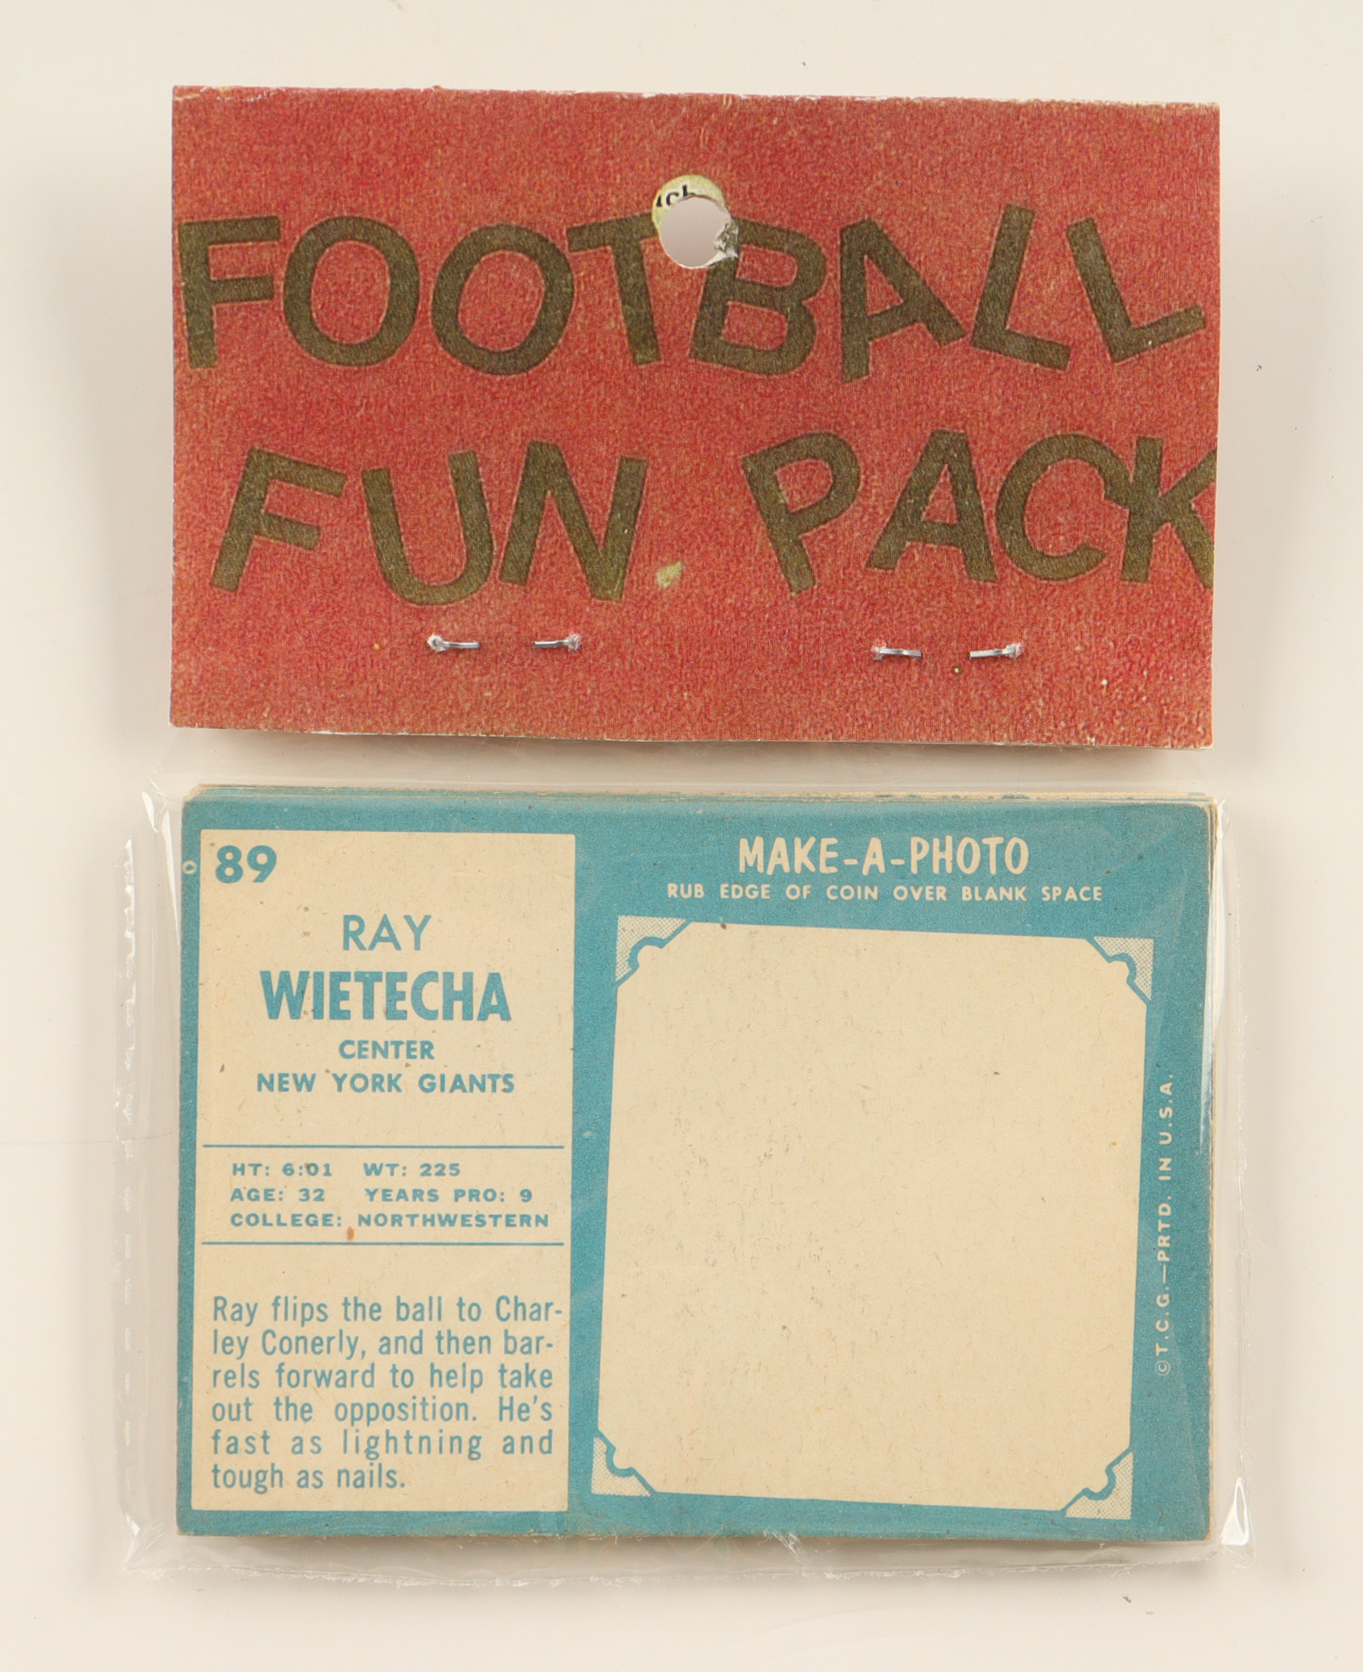 FOOTBALL
FUN PACK
89
RAY
WIETECHA
CENTER
NEW YORK GIANTS
HT: 6:01 WT: 225
AGE: 32 YEARS PRO: 9
COLLEGE: NORTHWESTERN
Ray flips the ball to Char-
ley Conerly, and then bar-
rels forward to help take
out the opposition. He's
fast as lightning and
tough as nails.
MAKE-A-PHOTO
RUB EDGE OF COIN OVER BLANK SPACE
©T.C.G.—PRTD. IN U.S.A.